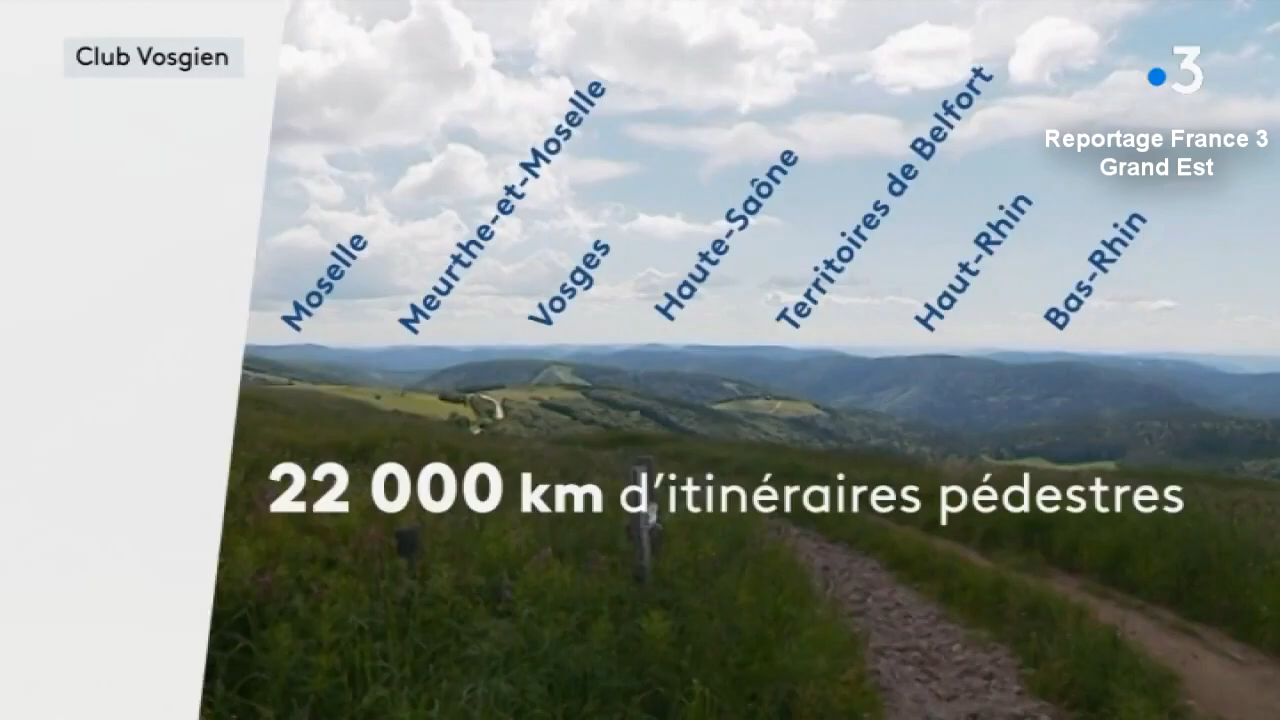 Club Vosgien
3
Reportage France 3
Grand Est
Moselle
Meurthe-et-Moselle
Vosges
Haute-Saône
Territoires de Belfort
Haut-Rhin
Bas-Rhin
22 000 km d'itinéraires pédestres